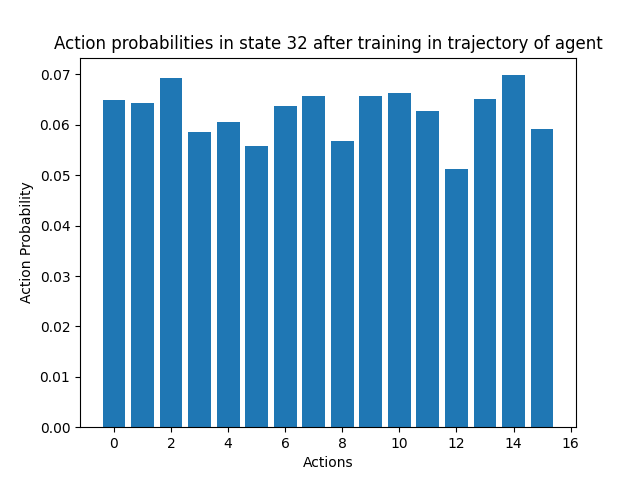 Action probabilities in state 32 after training in trajectory of agent
0.07
0.06
0.05
0.04
0.03
0.02
0.01
0.00
Action Probability
0 2 4 6 8 10 12 14 16
Actions